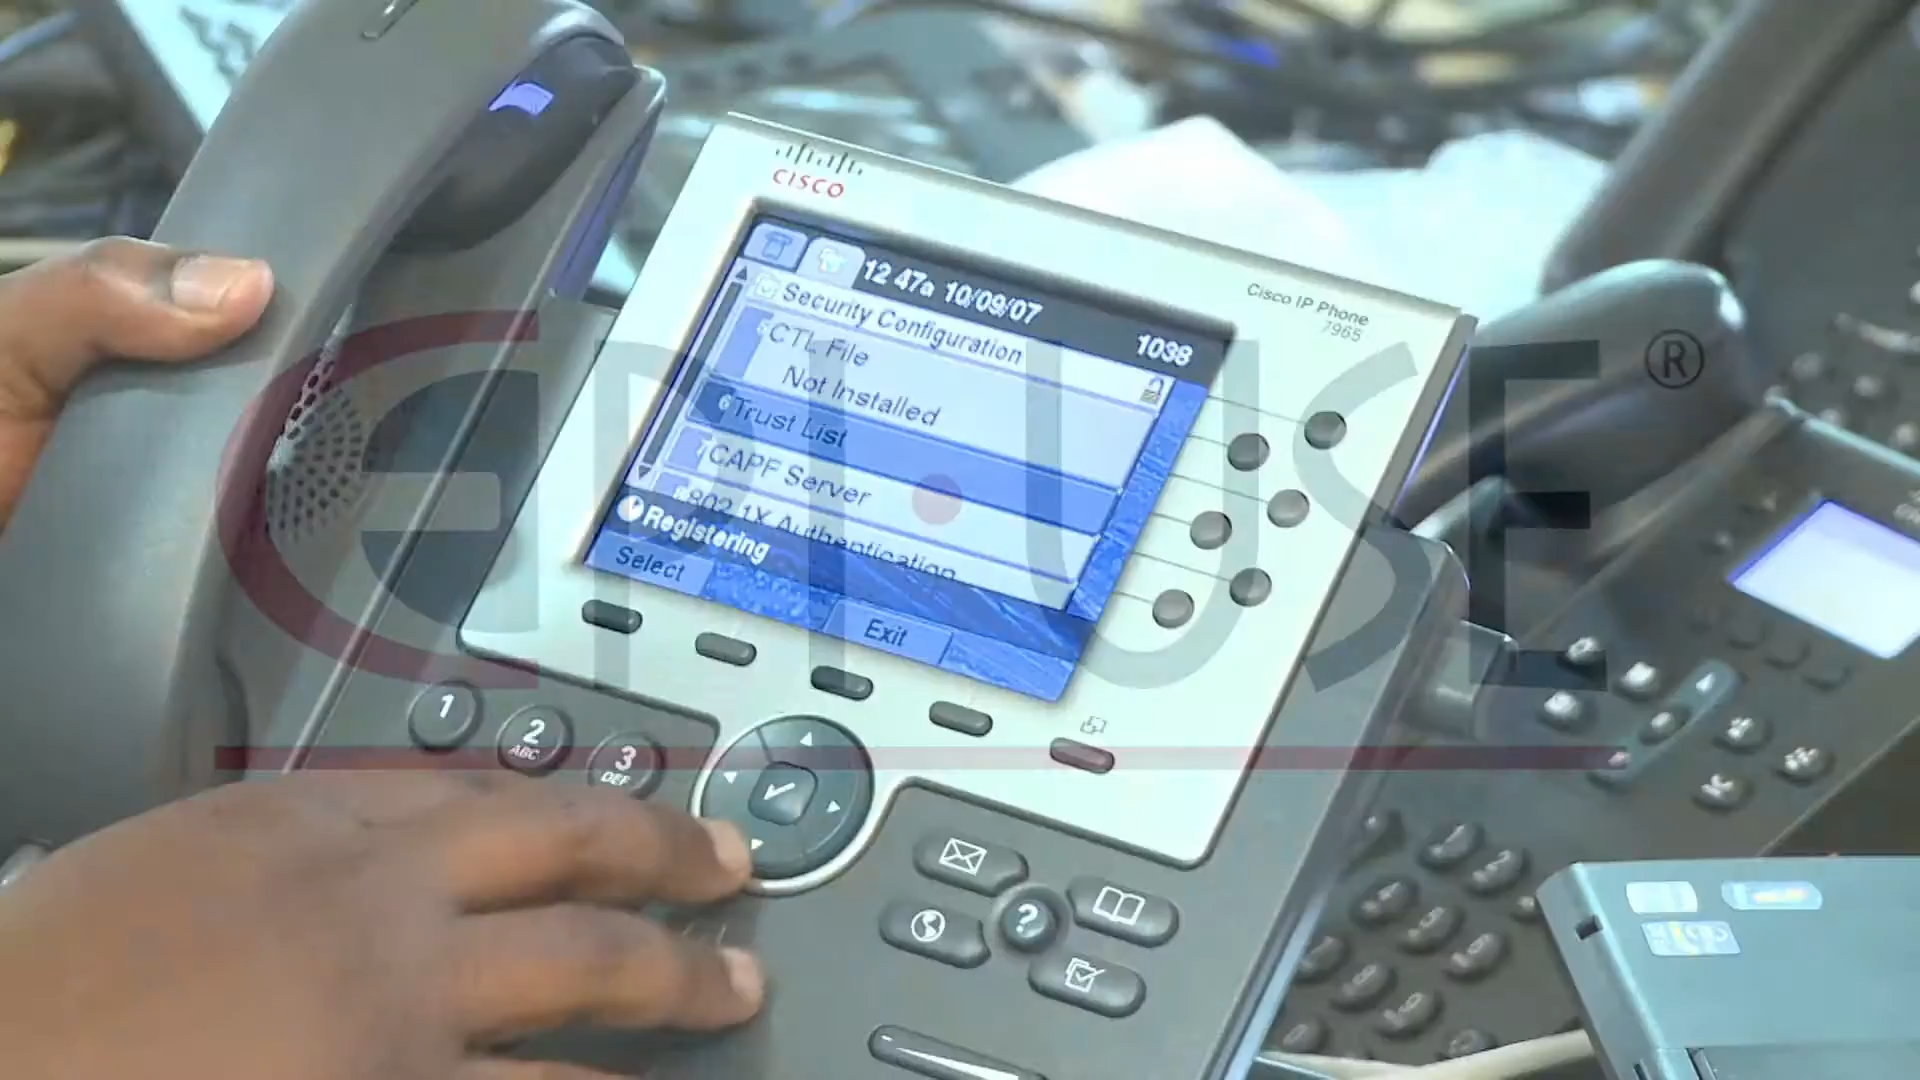 CISCO
Cisco IP Phone
7965
12 47a 10/09/07
1038
Security Configuration
5 CTL File
Not Installed
6 Trust List
7 CAPF Server
8 802.1X Authentication
Registering
Select
Exit
1
2
ABC
3
DEF
?
®